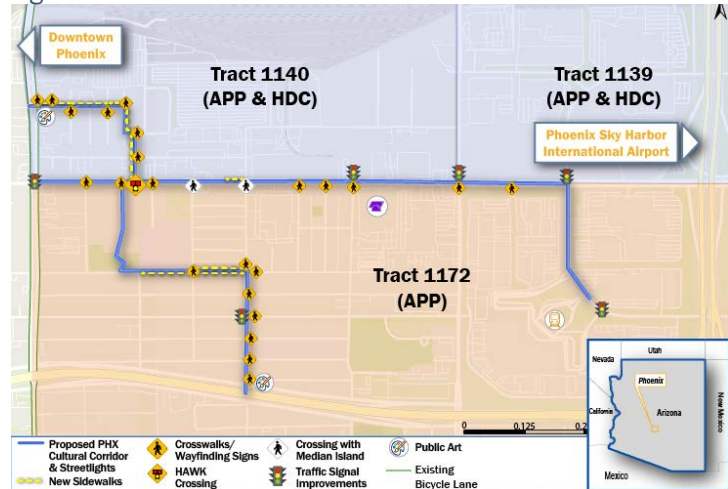 Downtown
Phoenix
Tract 1140
(APP & HDC)
Tract 1139
(APP & HDC)
Phoenix Sky Harbor
International Airport
Tract 1172
(APP)
0
0.125
Nevada
Utah
Phoenix
California
Arizona
New Mexico
Mexico
Proposed PHX
Cultural Corridor
& Streetlights
New Sidewalks
Crosswalks/
Wayfinding Signs
HAWK
Crossing
Crossing with
Median Island
Traffic Signal
Improvements
Public Art
Existing
Bicycle Lane